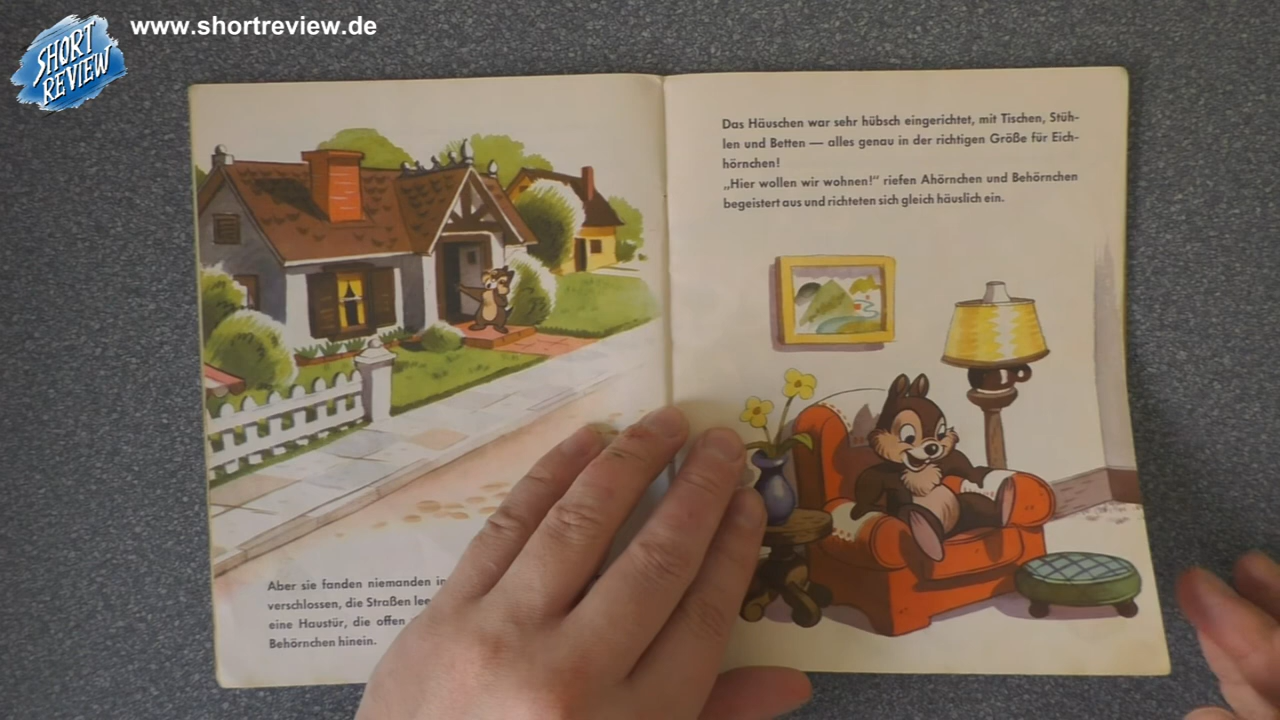 www.shortreview.de
SHORT
REVIEW
Das Häuschen war sehr hübsch eingerichtet, mit Tischen, Stüh-
len und Betten — alles genau in der richtigen Größe für Eich-
hörnchen!
„Hier wollen wir wohnen!“ riefen Ahörnchen und Behörnchen
begeistert aus und richteten sich gleich häuslich ein.
Aber sie fanden niemanden in
verschlossen, die Straßen
eine Haustür, die offen
Behörnchen hinein.